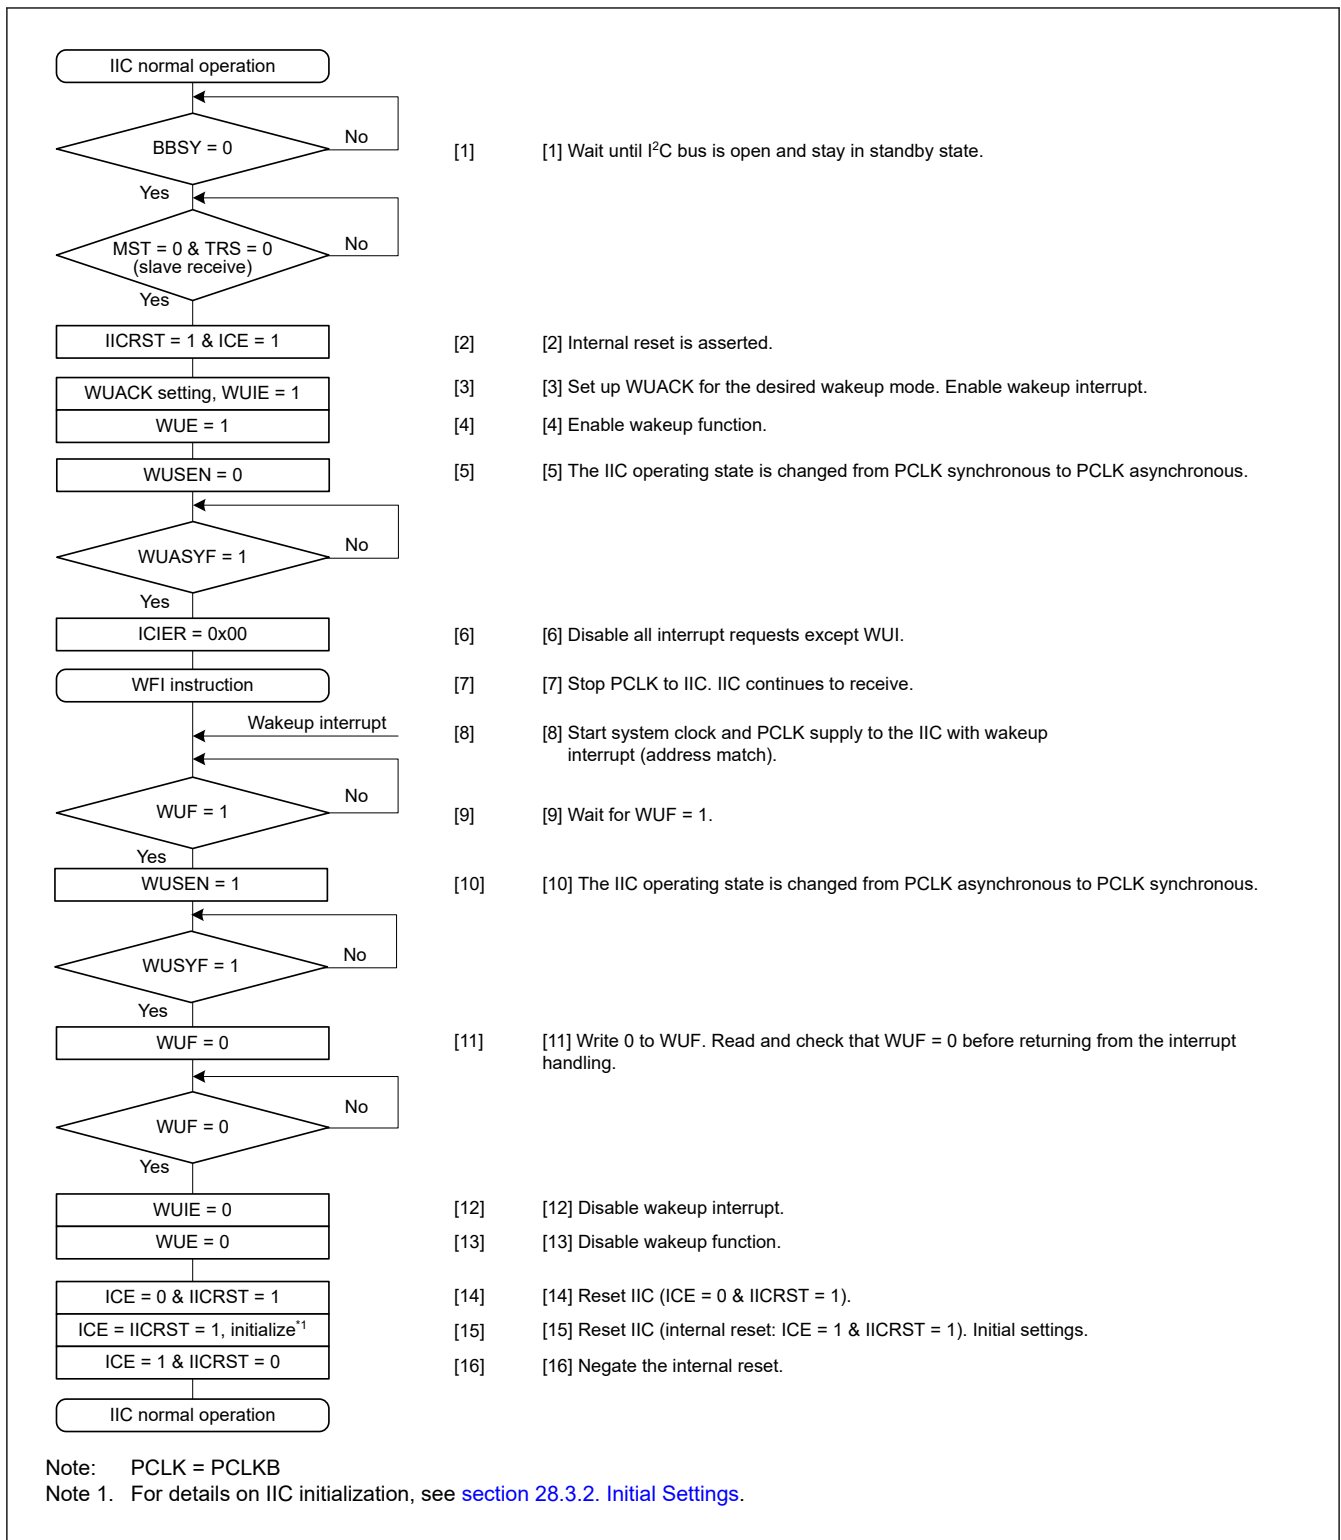 IIC normal operation
BBSY = 0
No
[1] [1] Wait until I²C bus is open and stay in standby state.
Yes
MST = 0 & TRS = 0
(slave receive)
No
Yes
IICRST = 1 & ICE = 1
[2] [2] Internal reset is asserted.
WUACK setting, WUIE = 1
[3] [3] Set up WUACK for the desired wakeup mode. Enable wakeup interrupt.
WUE = 1
[4] [4] Enable wakeup function.
WUSEN = 0
[5] [5] The IIC operating state is changed from PCLK synchronous to PCLK asynchronous.
WUASYF = 1
No
Yes
ICIER = 0x00
[6] [6] Disable all interrupt requests except WUI.
WFI instruction
[7] [7] Stop PCLK to IIC. IIC continues to receive.
Wakeup interrupt
[8] [8] Start system clock and PCLK supply to the IIC with wakeup
interrupt (address match).
WUF = 1
No
[9] [9] Wait for WUF = 1.
Yes
WUSEN = 1
[10] [10] The IIC operating state is changed from PCLK asynchronous to PCLK synchronous.
WUSYF = 1
No
Yes
WUF = 0
[11] [11] Write 0 to WUF. Read and check that WUF = 0 before returning from the interrupt
handling.
WUF = 0
No
Yes
WUIE = 0
[12] [12] Disable wakeup interrupt.
WUE = 0
[13] [13] Disable wakeup function.
ICE = 0 & IICRST = 1
[14] [14] Reset IIC (ICE = 0 & IICRST = 1).
ICE = IICRST = 1, initialize*1
[15] [15] Reset IIC (internal reset: ICE = 1 & IICRST = 1). Initial settings.
ICE = 1 & IICRST = 0
[16] [16] Negate the internal reset.
IIC normal operation
Note: PCLK = PCLKB
Note 1. For details on IIC initialization, see section 28.3.2. Initial Settings.